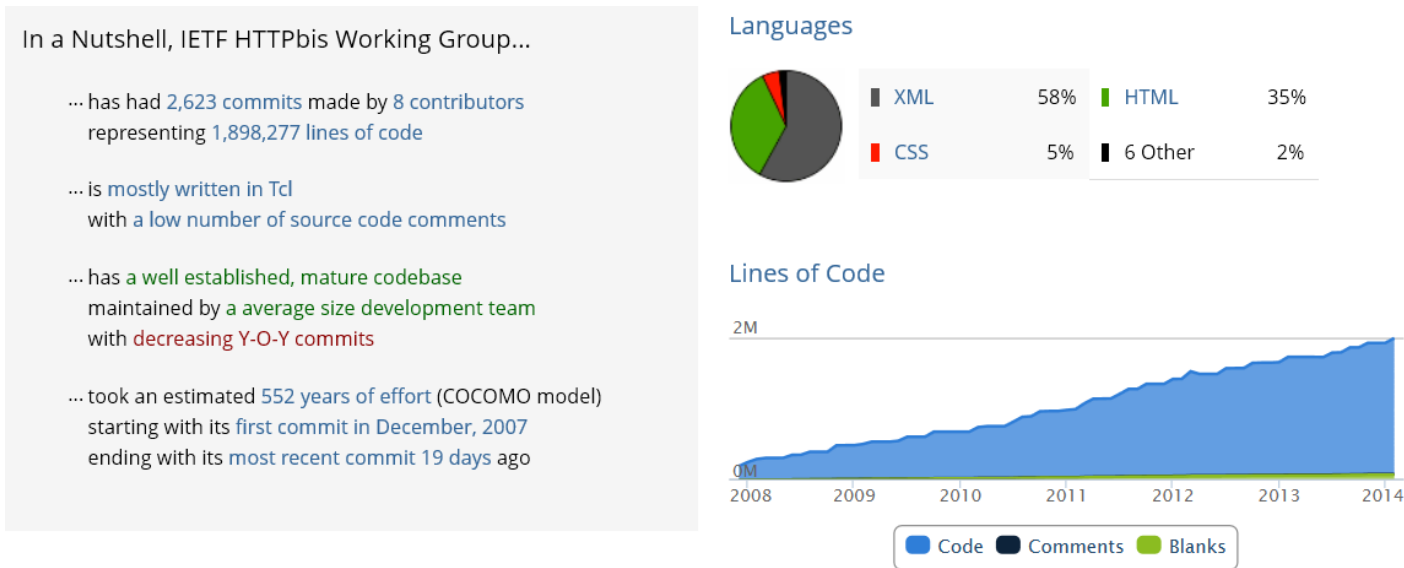 In a Nutshell, IETF HTTPbis Working Group...
... has had 2,623 commits made by 8 contributors
representing 1,898,277 lines of code
... is mostly written in Tcl
with a low number of source code comments
... has a well established, mature codebase
maintained by a average size development team
with decreasing Y-O-Y commits
... took an estimated 552 years of effort (COCOMO model)
starting with its first commit in December, 2007
ending with its most recent commit 19 days ago
Languages
XML 58% HTML 35%
CSS 5% 6 Other 2%
Lines of Code
2M
0M
2008 2009 2010 2011 2012 2013 2014
Code Comments Blanks